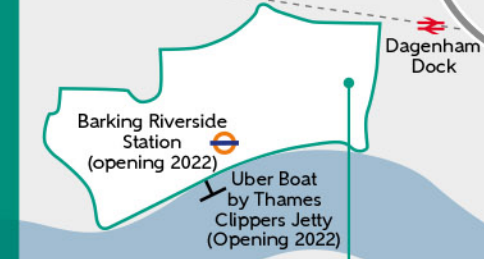 Dagenham
Dock
Barking Riverside
Station
(opening 2022)
Uber Boat
by Thames
Clippers Jetty
(Opening 2022)